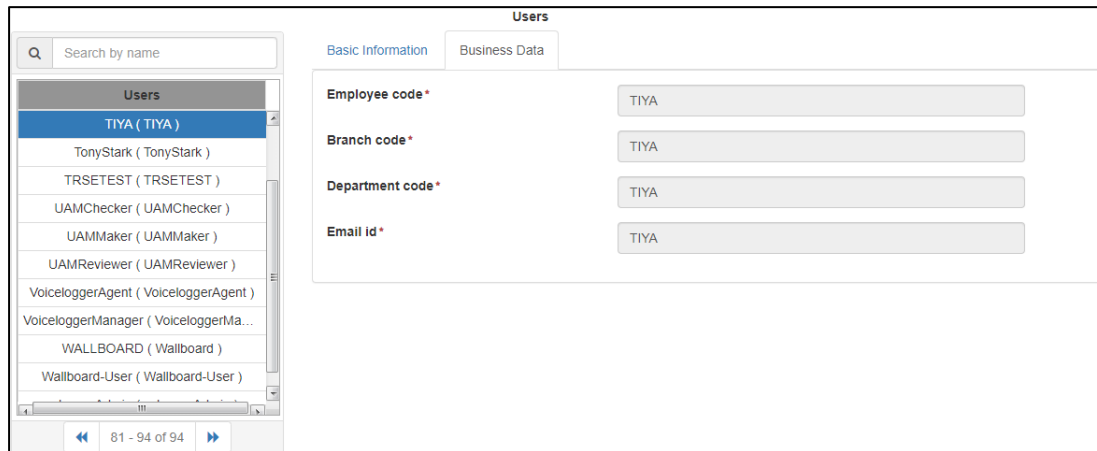 Users
Search by name
Basic Information
Business Data
Users
TIYA ( TIYA )
TonyStark ( TonyStark )
TRSETEST ( TRSETEST )
UAMChecker ( UAMChecker )
UAMMaker ( UAMMaker )
UAMReviewer ( UAMReviewer )
VoiceloggerAgent ( VoiceloggerAgent )
VoiceloggerManager ( VoiceloggerMa...
WALLBOARD ( Wallboard )
Wallboard-User ( Wallboard-User )
81 - 94 of 94
Employee code* TIYA
Branch code* TIYA
Department code* TIYA
Email id* TIYA